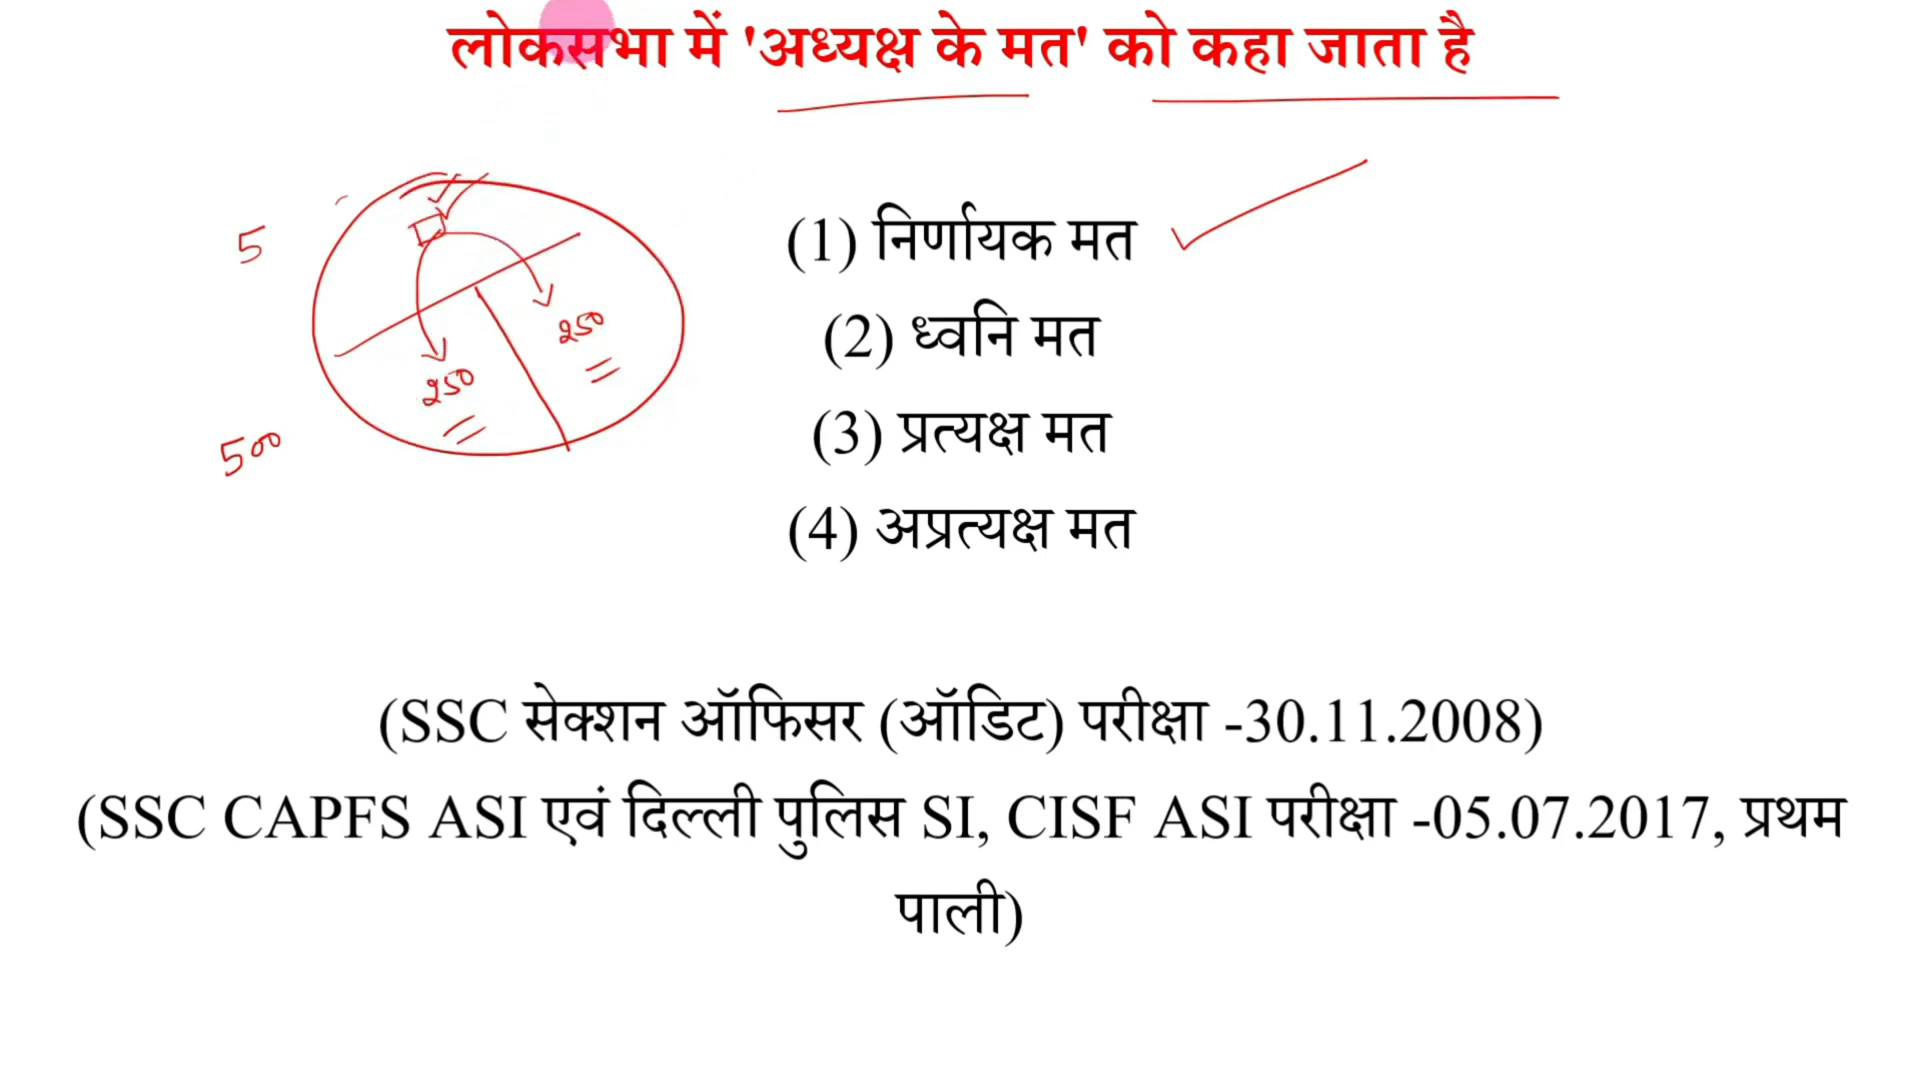 लोकसभा में 'अध्यक्ष के मत' को कहा जाता है
5
250
250
500
(1) निर्णायक मत
(2) ध्वनि मत
(3) प्रत्यक्ष मत
(4) अप्रत्यक्ष मत
(SSC सेक्शन ऑफिसर (ऑडिट) परीक्षा -30.11.2008)
(SSC CAPFS ASI एवं दिल्ली पुलिस SI, CISF ASI परीक्षा -05.07.2017, प्रथम
पाली)